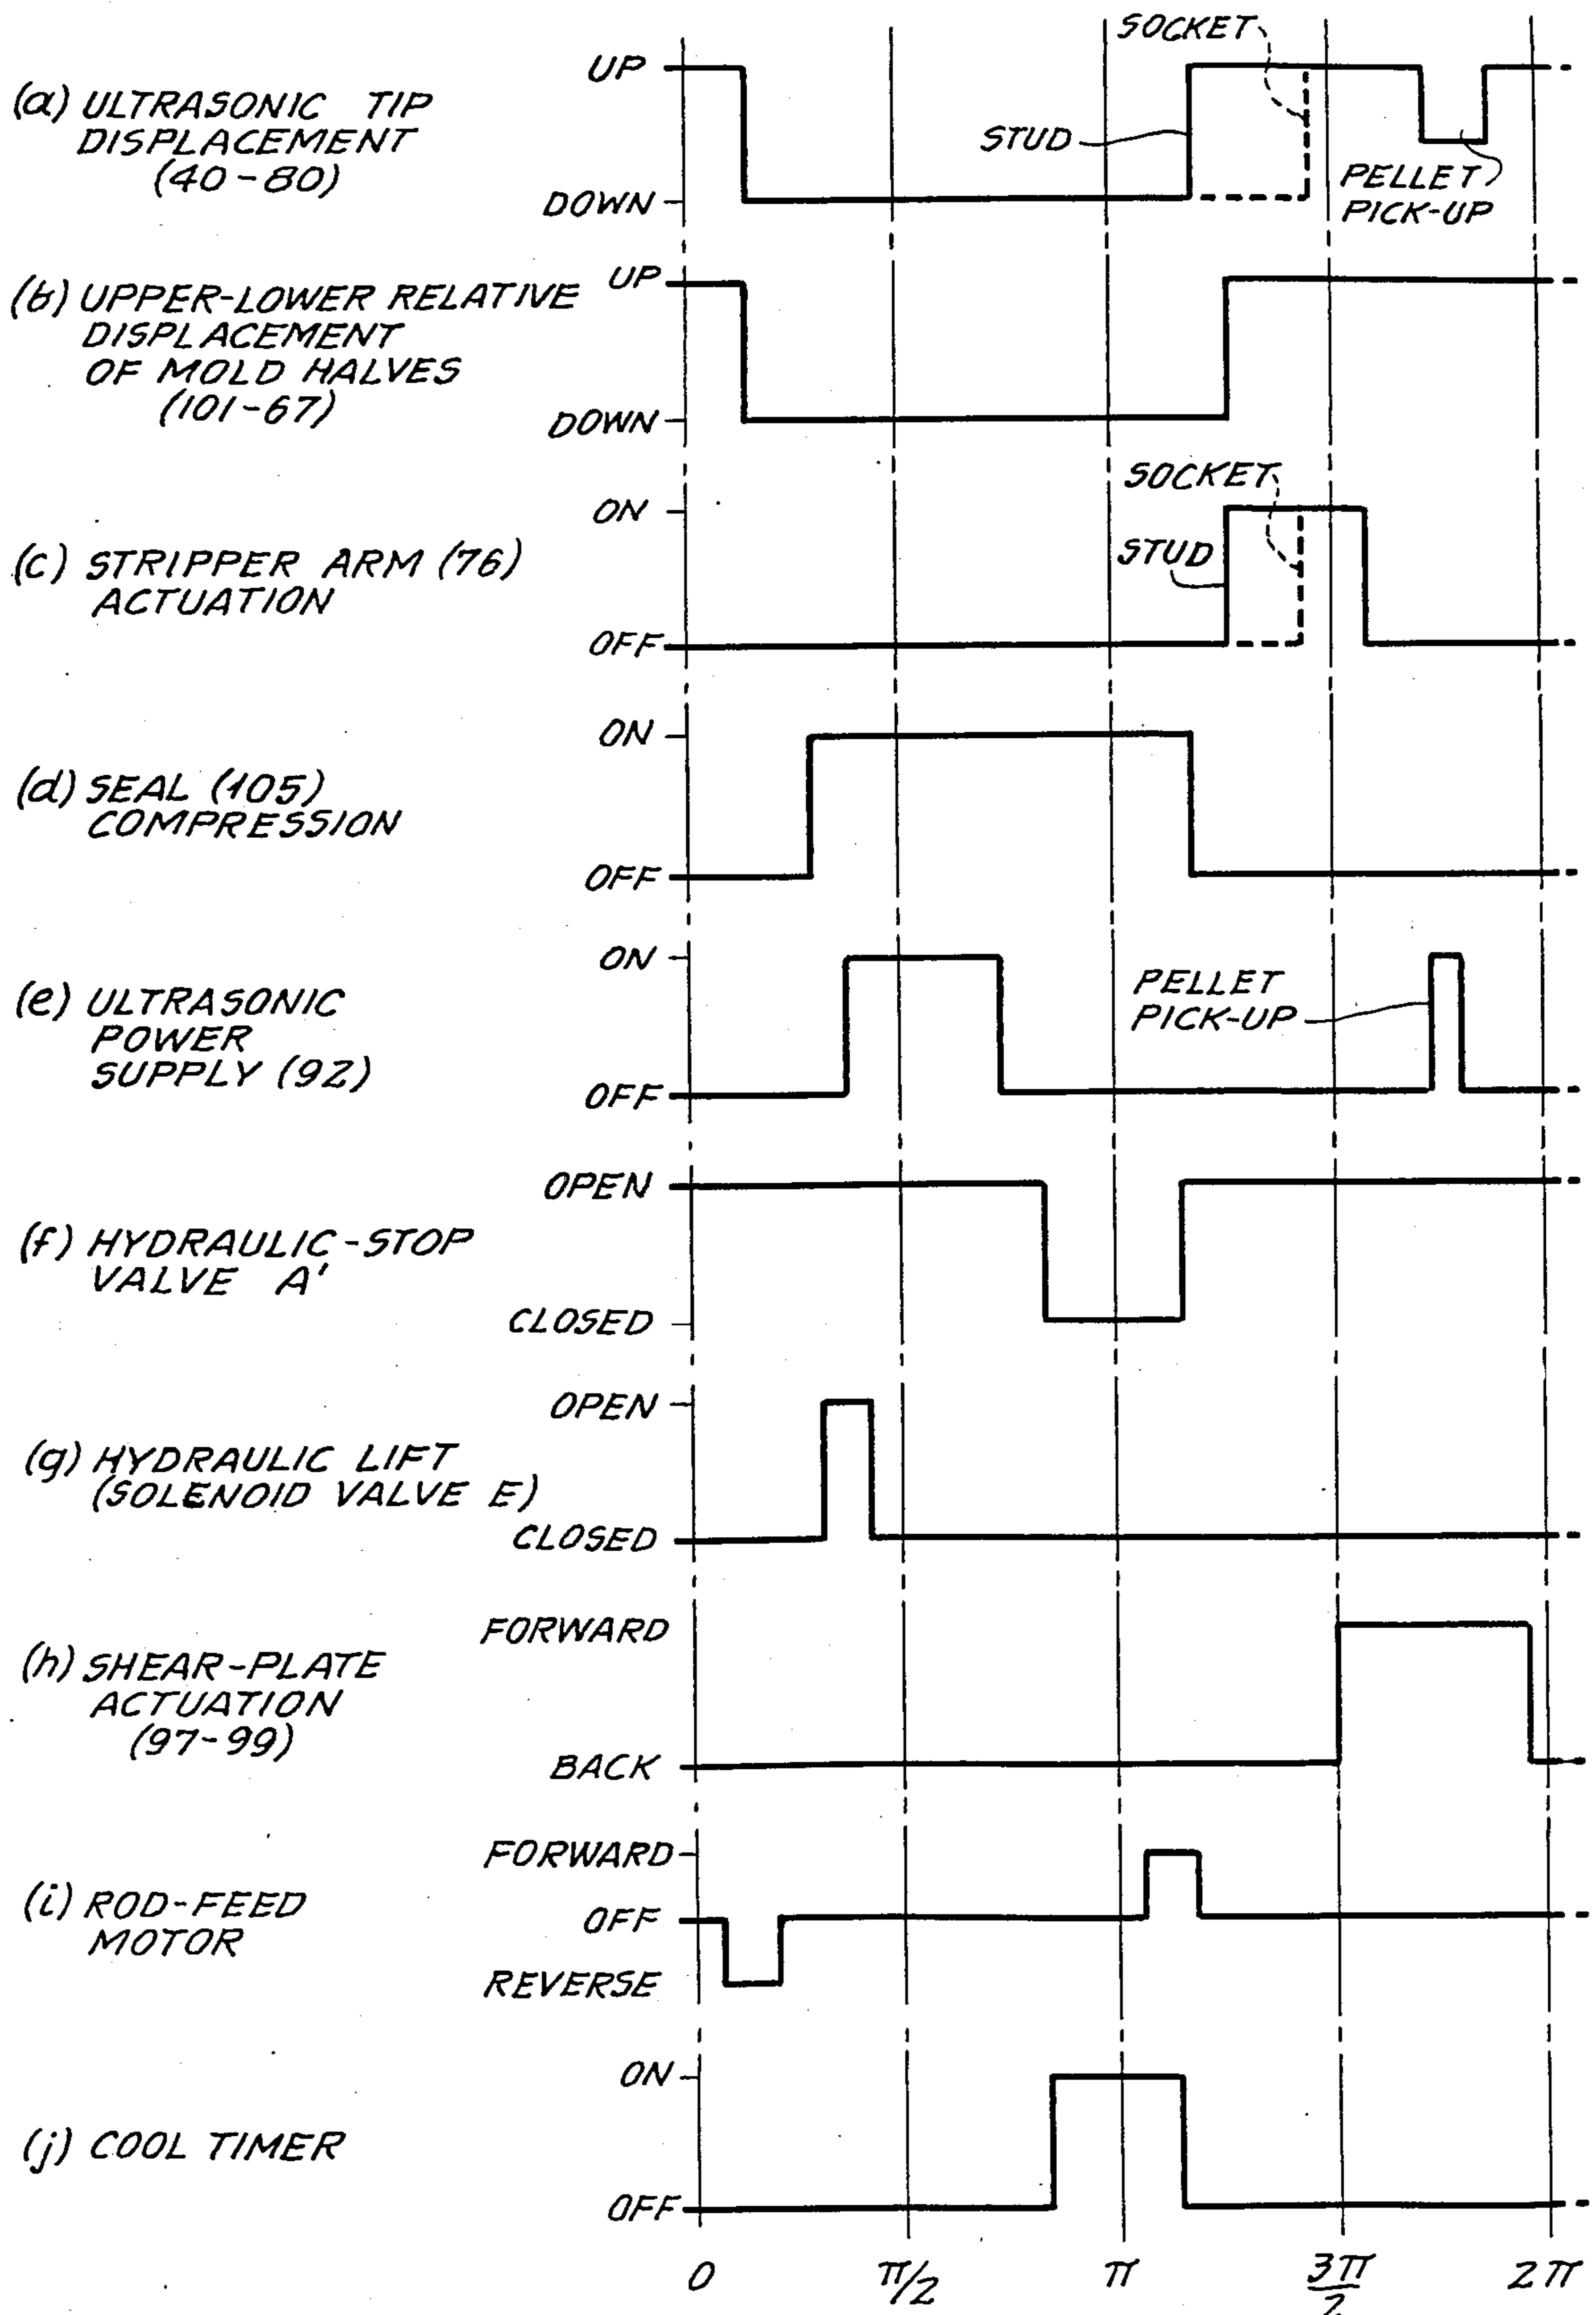 SOCKET
UP
(a) ULTRASONIC TIP
DISPLACEMENT
(40-80)
STUD
DOWN
PELLET
PICK-UP
(b) UPPER-LOWER RELATIVE
DISPLACEMENT
OF MOLD HALVES
(101-67)
UP
DOWN
SOCKET
ON
(c) STRIPPER ARM (76)
ACTUATION
STUD
OFF
ON
(d) SEAL (105)
COMPRESSION
OFF
ON
(e) ULTRASONIC
POWER
SUPPLY (92)
PELLET
PICK-UP
OFF
OPEN
(f) HYDRAULIC-STOP
VALVE A'
CLOSED
OPEN
(g) HYDRAULIC LIFT
(SOLENOID VALVE E)
CLOSED
FORWARD
(h) SHEAR-PLATE
ACTUATION
(97-99)
BACK
FORWARD
(i) ROD-FEED
MOTOR
OFF
REVERSE
ON
(j) COOL TIMER
OFF
0 π/2 π 3π/2 2π